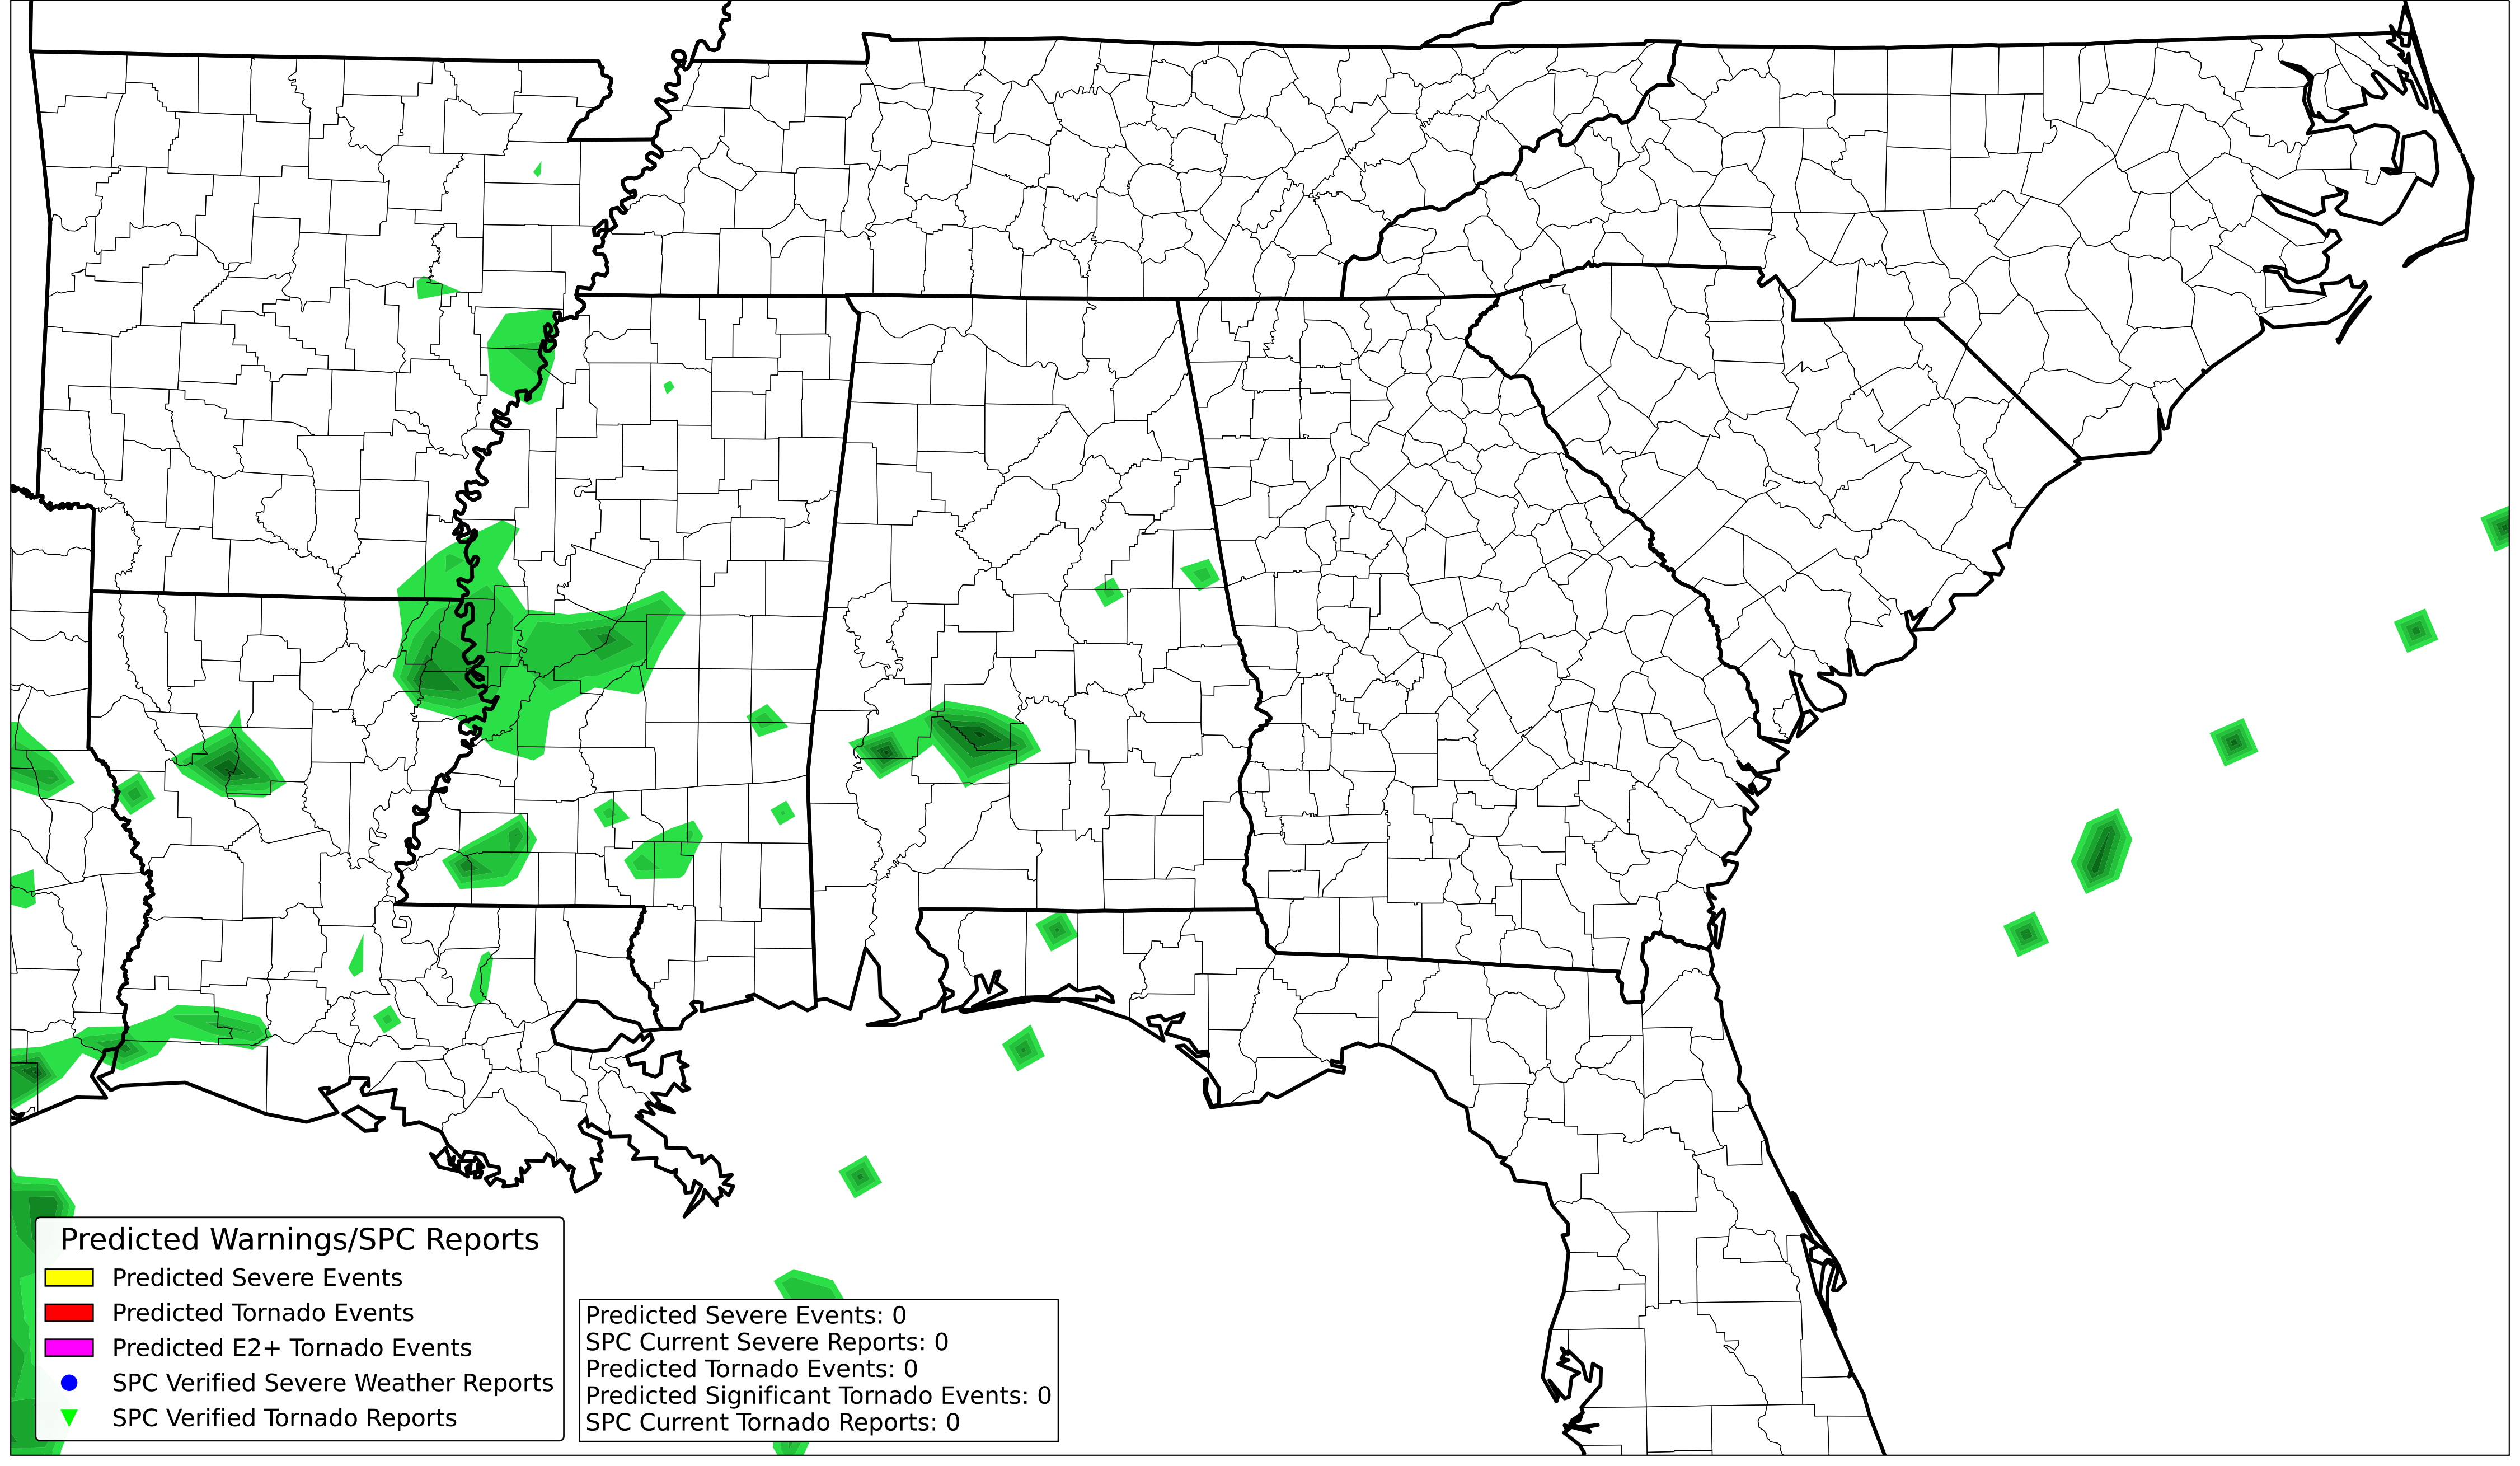 Predicted Warnings/SPC Reports
Predicted Severe Events
Predicted Tornado Events
Predicted E2+ Tornado Events
SPC Verified Severe Weather Reports
SPC Verified Tornado Reports
Predicted Severe Events: 0
SPC Current Severe Reports: 0
Predicted Tornado Events: 0
Predicted Significant Tornado Events: 0
SPC Current Tornado Reports: 0